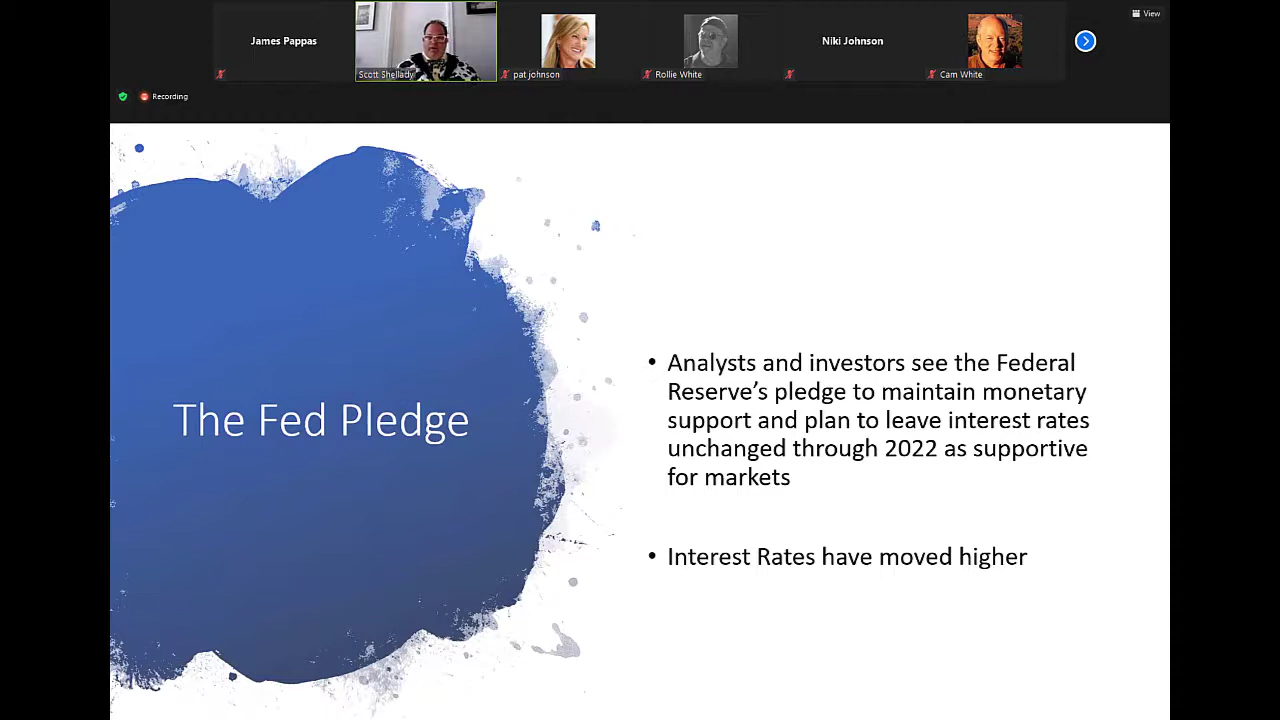 James Pappas
Scott Shellady
pat johnson
Rollie White
Niki Johnson
Cam White
View
Recording
The Fed Pledge
• Analysts and investors see the Federal
Reserve’s pledge to maintain monetary
support and plan to leave interest rates
unchanged through 2022 as supportive
for markets
• Interest Rates have moved higher